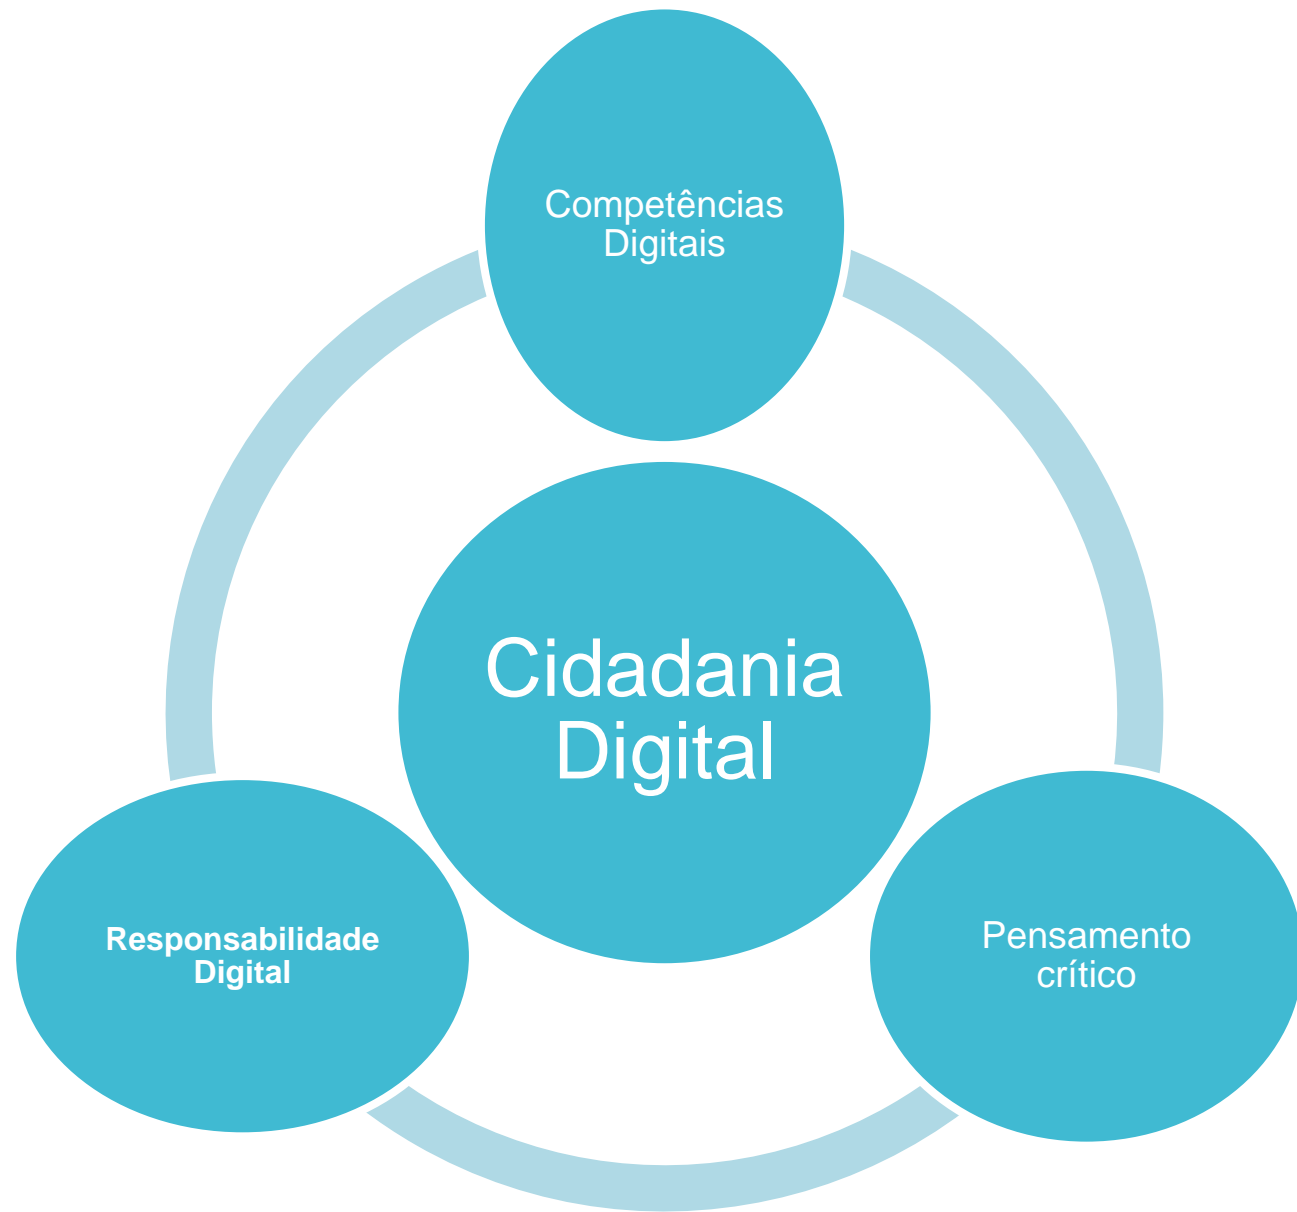 Competências
Digitais
Cidadania
Digital
Responsabilidade
Digital
Pensamento
crítico